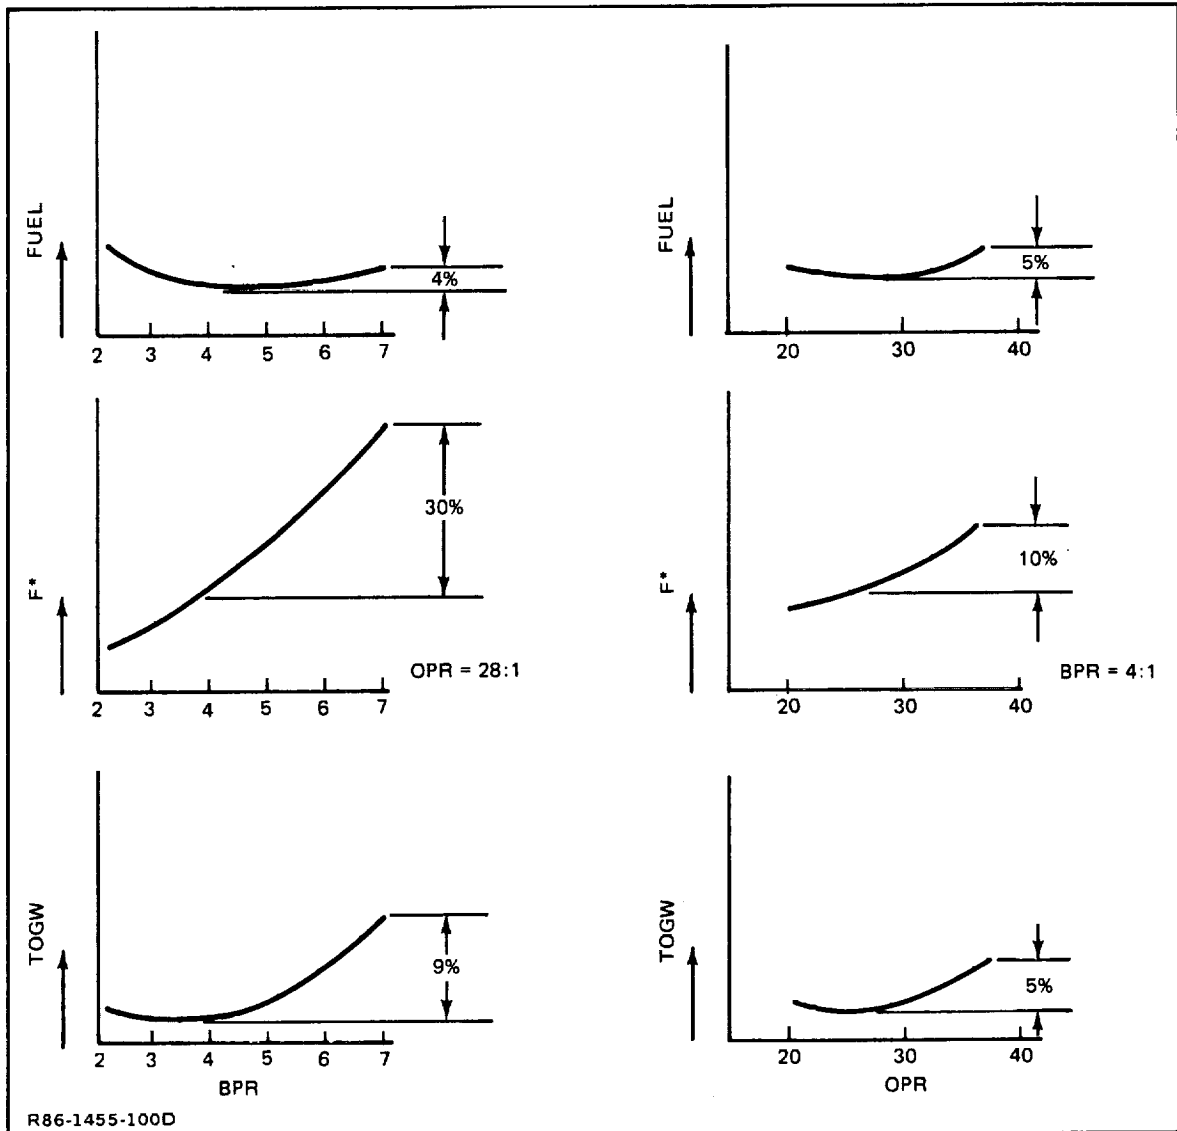 FUEL
4%
2 3 4 5 6 7
FUEL
5%
20 30 40
F*
30%
OPR = 28:1
2 3 4 5 6 7
F*
10%
BPR = 4:1
20 30 40
TOGW
9%
2 3 4 5 6 7
BPR
TOGW
5%
20 30 40
OPR
R86-1455-100D